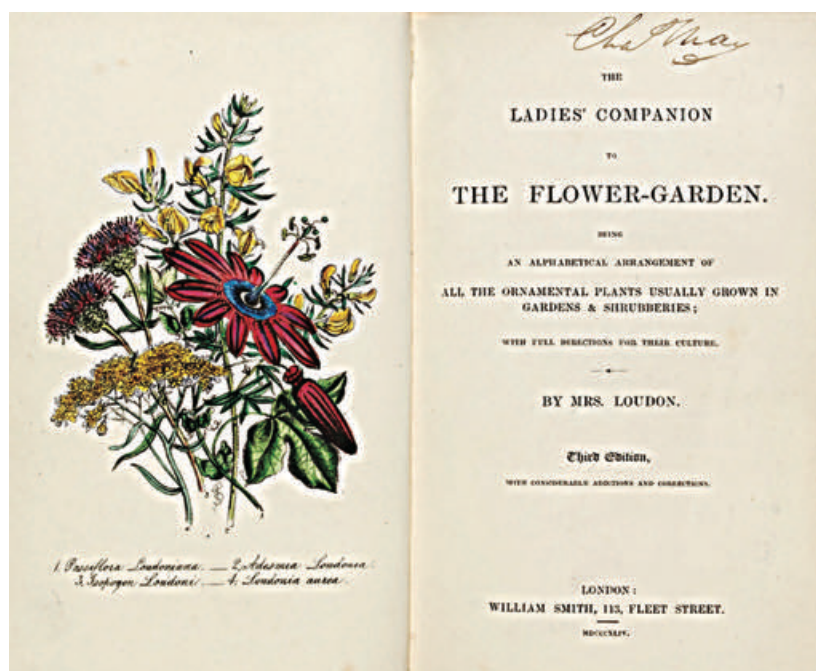 1. Passiflora Loudoniana. — 2. Adesmia Loudonia
3. Isopogon Loudoni — 4. Loudonia aurea.
Chas May
THE
LADIES' COMPANION
TO
THE FLOWER-GARDEN.
BEING
AN ALPHABETICAL ARRANGEMENT OF
ALL THE ORNAMENTAL PLANTS USUALLY GROWN IN
GARDENS & SHRUBBERIES;
WITH FULL DIRECTIONS FOR THEIR CULTURE.
BY MRS. LOUDON.
Third Edition,
WITH CONSIDERABLE ADDITIONS AND CORRECTIONS.
LONDON:
WILLIAM SMITH, 113, FLEET STREET.
MDCCCXLIV.